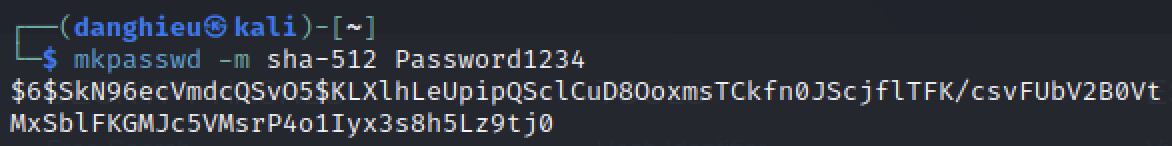 ┌──(danghieu㉿kali)-[~]
└─$ mkpasswd -m sha-512 Password1234
$6$SkN96ecVmdcQSvO5$KLXlhLeUpipQSclCuD8OoxmsTCkfn0JScjflTFK/csvFUbV2B0Vt
MxSblFKGMJc5VMsrP4o1Iyx3s8h5Lz9tj0